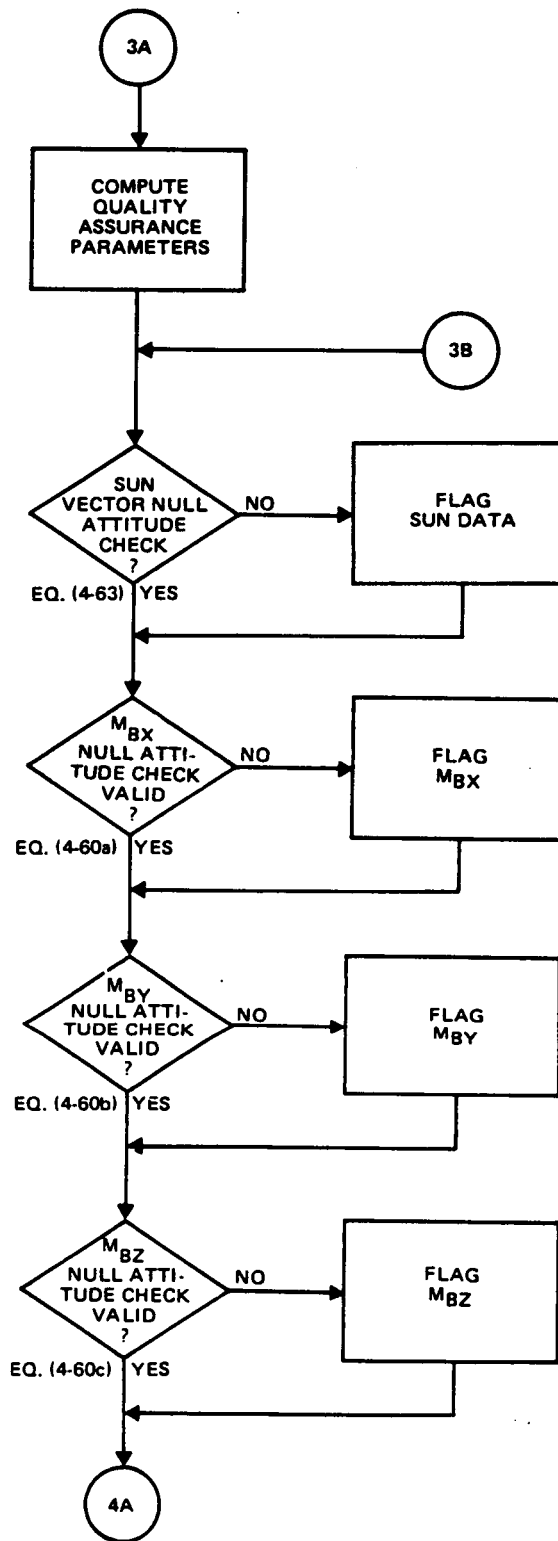 3A
COMPUTE
QUALITY
ASSURANCE
PARAMETERS
3B
SUN
VECTOR NULL
ATTITUDE
CHECK
?
NO
FLAG
SUN DATA
EQ. (4-63) YES
MBX
NULL ATTI-
TUDE CHECK
VALID
?
NO
FLAG
MBX
EQ. (4-60a) YES
MBY
NULL ATTI-
TUDE CHECK
VALID
?
NO
FLAG
MBY
EQ. (4-60b) YES
MBZ
NULL ATTI-
TUDE CHECK
VALID
?
NO
FLAG
MBZ
EQ. (4-60c) YES
4A